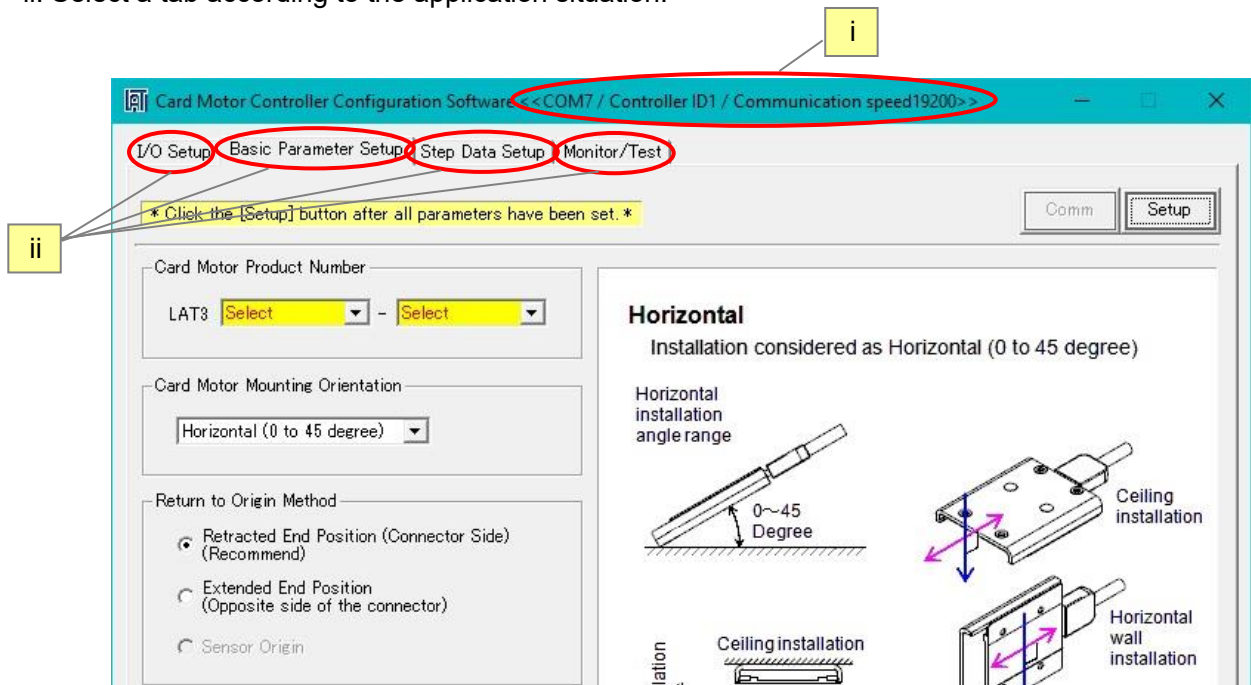 ii. Select a tab according to the application situation.
i
Card Motor Controller Configuration Software <<COM7 / Controller ID1 / Communication speed19200>>
I/O Setup Basic Parameter Setup Step Data Setup Monitor/Test
* Click the [Setup] button after all parameters have been set. *
Comm Setup
ii
Card Motor Product Number
LAT3 Select - Select
Card Motor Mounting Orientation
Horizontal (0 to 45 degree)
Return to Origin Method
Retracted End Position (Connector Side)
(Recommend)
Extended End Position
(Opposite side of the connector)
Sensor Origin
Horizontal
Installation considered as Horizontal (0 to 45 degree)
Horizontal
installation
angle range
0~45
Degree
Ceiling
installation
Ceiling installation
Horizontal
wall
installation